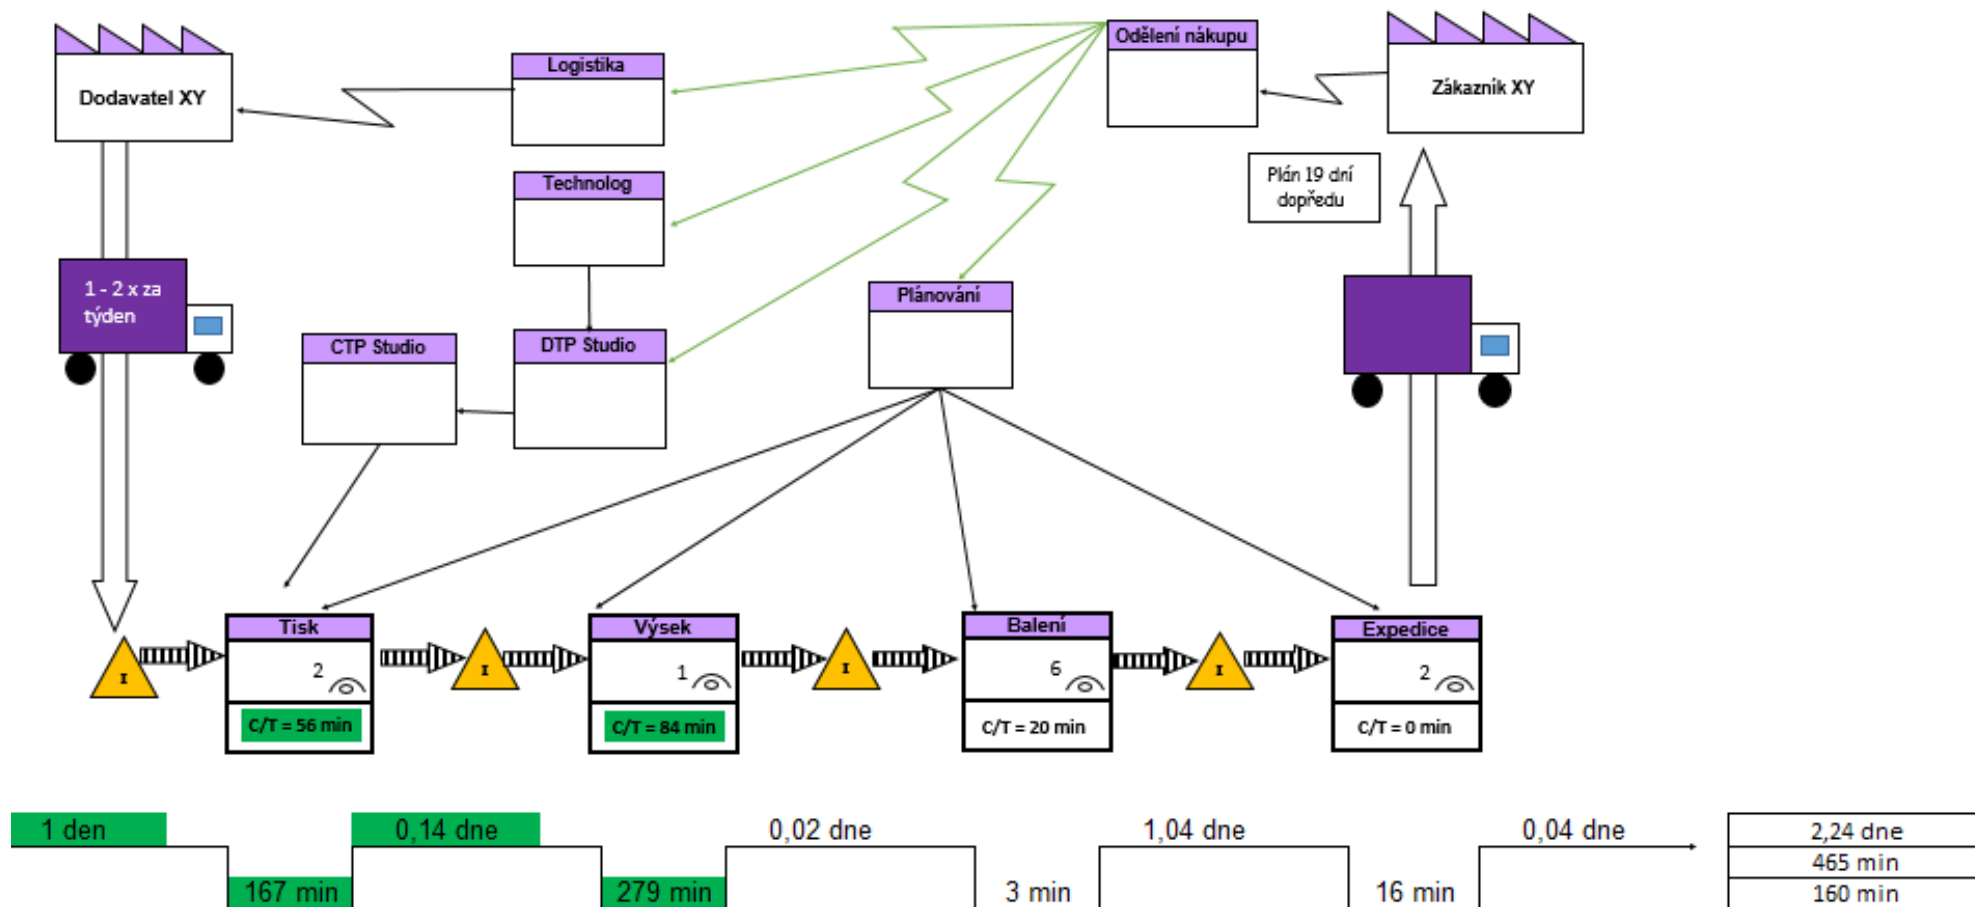 Dodavatel XY
Logistika
Odělení nákupu
Zákazník XY
Technolog
Plán 19 dní
dopředu
1 - 2 x za
týden
CTP Studio
DTP Studio
Plánování
I
Tisk
2
C/T = 56 min
I
Výsek
1
C/T = 84 min
I
Balení
6
C/T = 20 min
I
Expedice
2
C/T = 0 min
1 den
0,14 dne
0,02 dne
1,04 dne
0,04 dne
2,24 dne
465 min
167 min
279 min
3 min
16 min
160 min